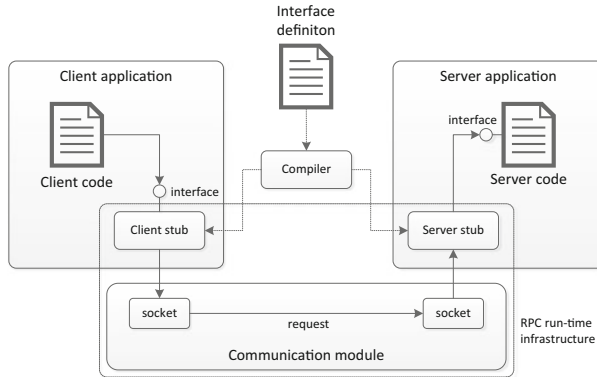 Interface
definiton
Client application
Server application
interface
Client code
Compiler
Server code
interface
Client stub
Server stub
socket
request
socket
RPC run-time
infrastructure
Communication module